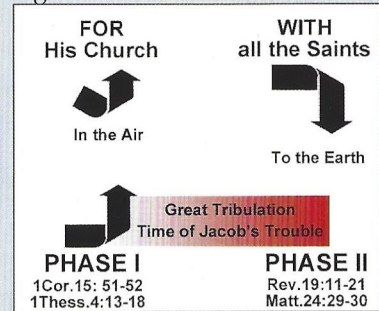 FOR
His Church
In the Air
WITH
all the Saints
To the Earth
Great Tribulation
Time of Jacob's Trouble
PHASE I
1Cor.15: 51-52
1Thess.4:13-18
PHASE II
Rev.19:11-21
Matt.24:29-30